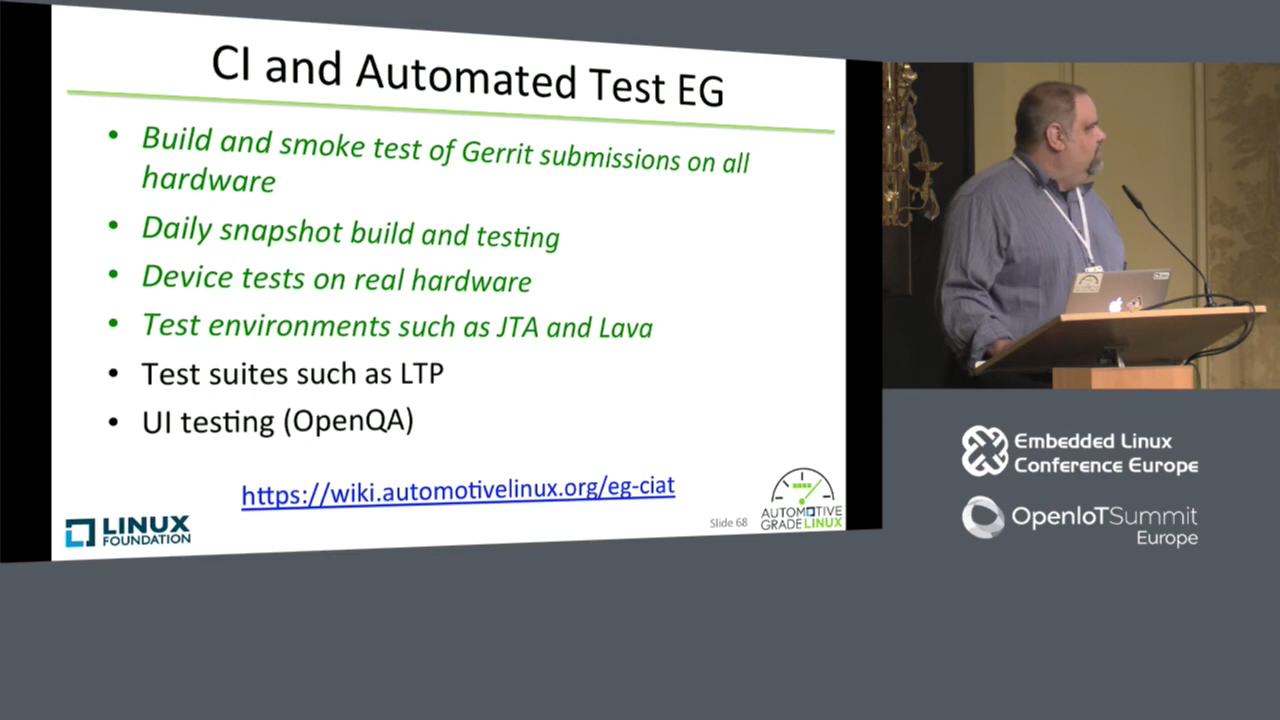 CI and Automated Test EG
• Build and smoke test of Gerrit submissions on all
hardware
• Daily snapshot build and testing
• Device tests on real hardware
• Test environments such as JTA and Lava
• Test suites such as LTP
• UI testing (OpenQA)
https://wiki.automotivelinux.org/eg-ciat
LINUX
FOUNDATION
Slide 68
AUTOMOTIVE
GRADELINUX
Embedded Linux
Conference Europe
OpenIoTSummit
Europe